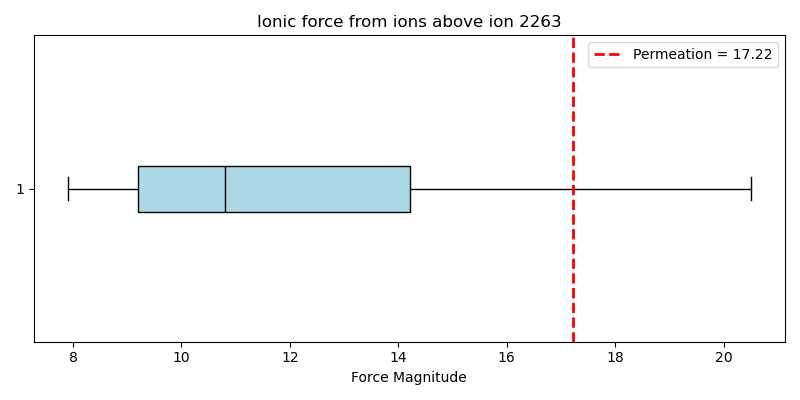 Ionic force from ions above ion 2263
Permeation = 17.22
1
8 10 12 14 16 18 20
Force Magnitude